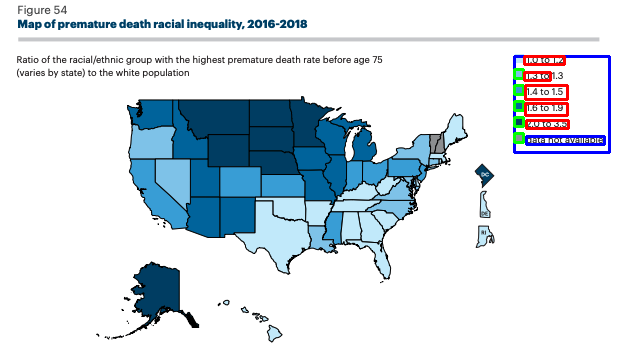 Figure 54
Map of premature death racial inequality, 2016-2018
Ratio of the racial/ethnic group with the highest premature death rate before age 75
(varies by state) to the white population
1.0 to 1.2
1.3 to 1.3
1.4 to 1.5
1.6 to 1.9
2.0 to 3.5
Data not available
DC
DE
RI